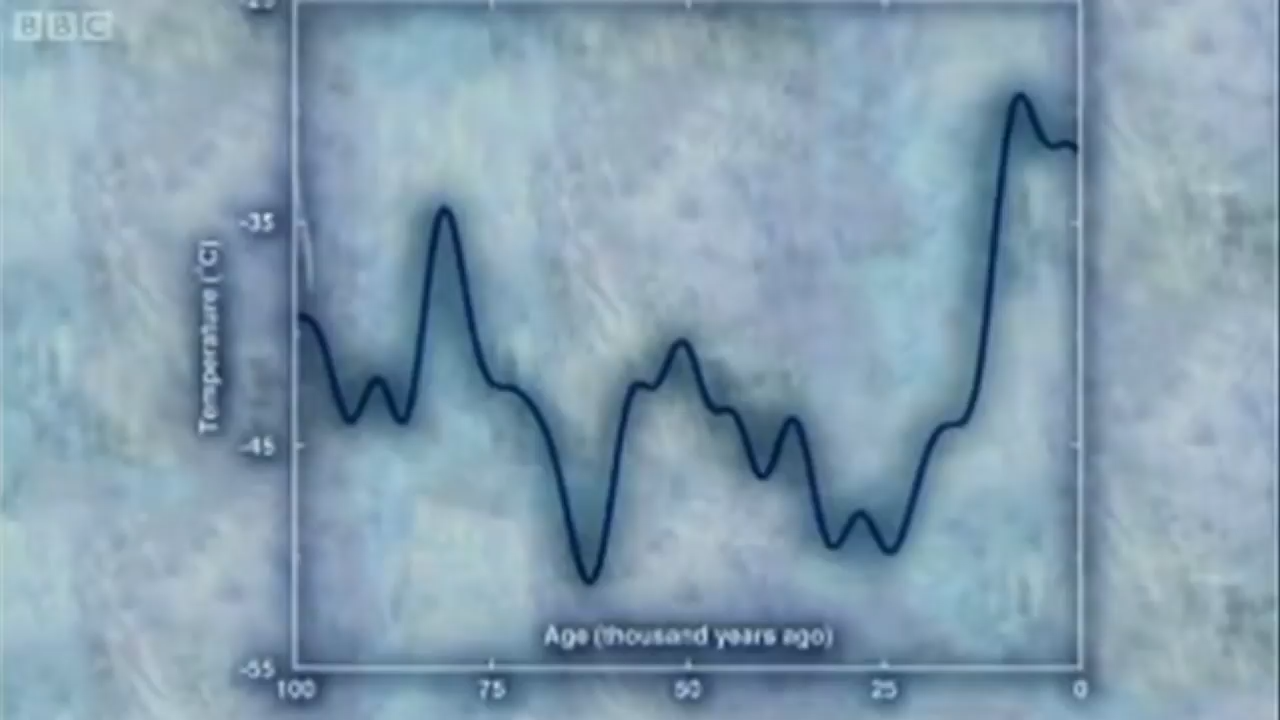 BBC
-35
Temperature (°C)
-45
Age (thousand years ago)
-55
100 75 50 25 0